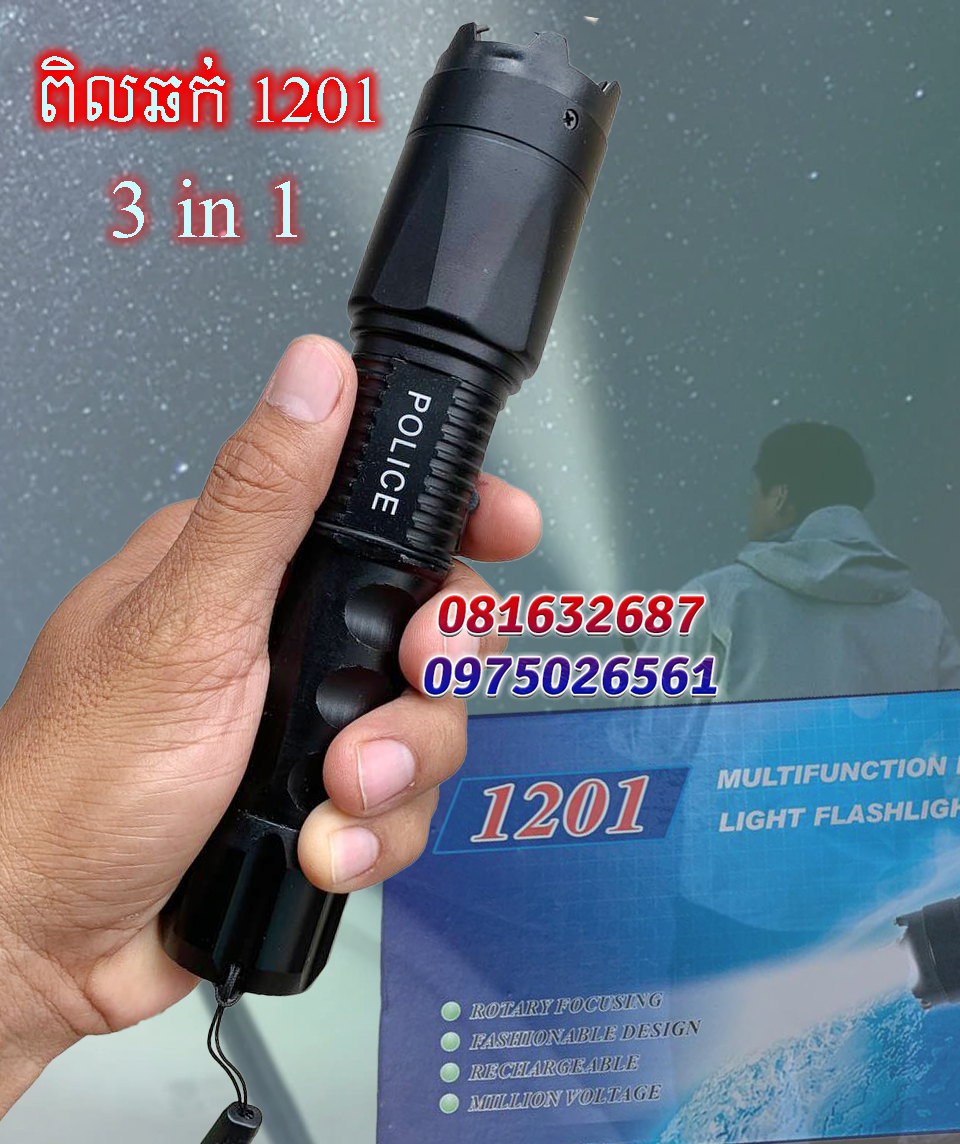 ពិលឆក់ 1201
3 in 1
POLICE
081632687
0975026561
1201
MULTIFUNCTION
LIGHT FLASHLIGH
ROTARY FOCUSING
FASHIONABLE DESIGN
RECHARGEABLE
MILLION VOLTAGE